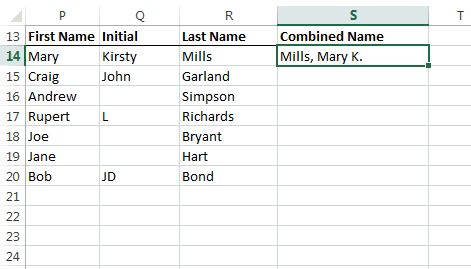 P Q R S T
13 First Name Initial Last Name Combined Name
14 Mary Kirsty Mills Mills, Mary K.
15 Craig John Garland
16 Andrew Simpson
17 Rupert L Richards
18 Joe Bryant
19 Jane Hart
20 Bob JD Bond
21
22
23
24